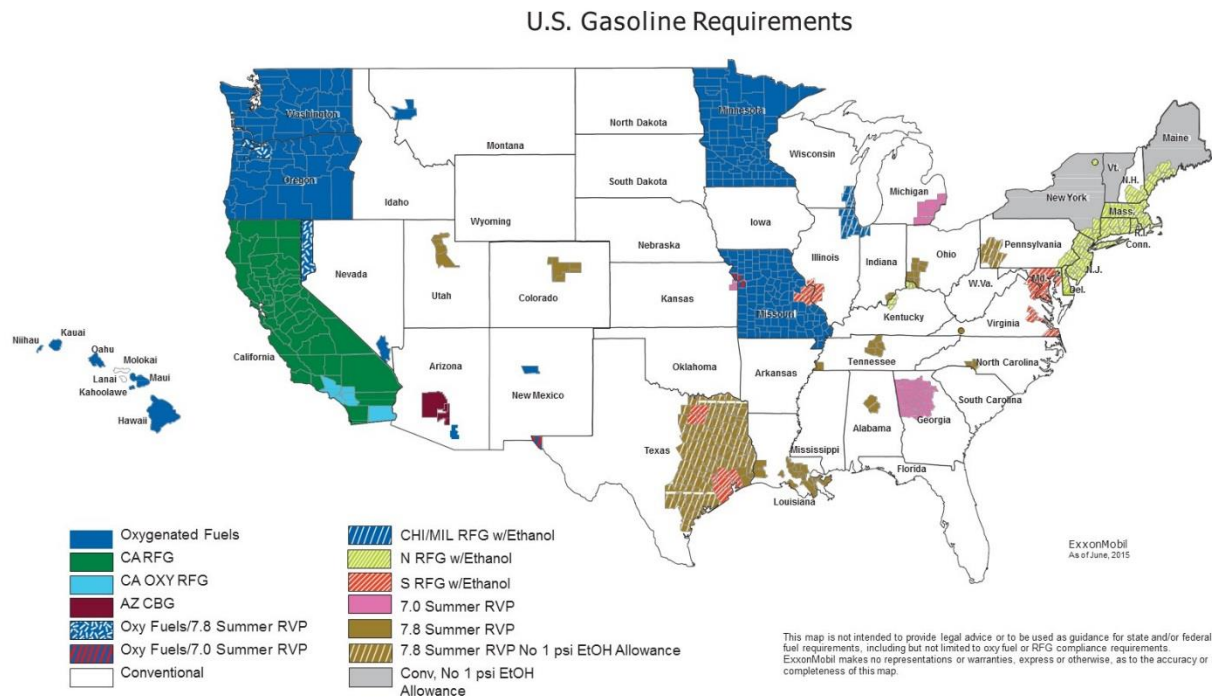 U.S. Gasoline Requirements
Washington
Oregon
Idaho
Montana
Wyoming
North Dakota
South Dakota
Nebraska
Minnesota
Iowa
Wisconsin
Michigan
Illinois
Indiana
Ohio
Pennsylvania
New York
Vt.
N.H.
Maine
Mass.
R.I.
Conn.
N.J.
Del.
Md.
W.Va.
Virginia
Kentucky
Nevada
Utah
Colorado
Kansas
Missouri
California
Arizona
New Mexico
Oklahoma
Arkansas
Tennessee
North Carolina
South Carolina
Georgia
Alabama
Mississippi
Texas
Louisiana
Florida
Niihau
Kauai
Oahu
Molokai
Lanai
Maui
Kahoolawe
Hawaii
Oxygenated Fuels
CA RFG
CA OXY RFG
AZ CBG
Oxy Fuels/7.8 Summer RVP
Oxy Fuels/7.0 Summer RVP
Conventional
CHI/MIL RFG w/Ethanol
N RFG w/Ethanol
S RFG w/Ethanol
7.0 Summer RVP
7.8 Summer RVP
7.8 Summer RVP No 1 psi EtOH Allowance
Conv, No 1 psi EtOH
Allowance
ExxonMobil
As of June, 2015
This map is not intended to provide legal advice or to be used as guidance for state and/or federal
fuel requirements, including but not limited to oxy fuel or RFG compliance requirements.
ExxonMobil makes no representations or warranties, express or otherwise, as to the accuracy or
completeness of this map.